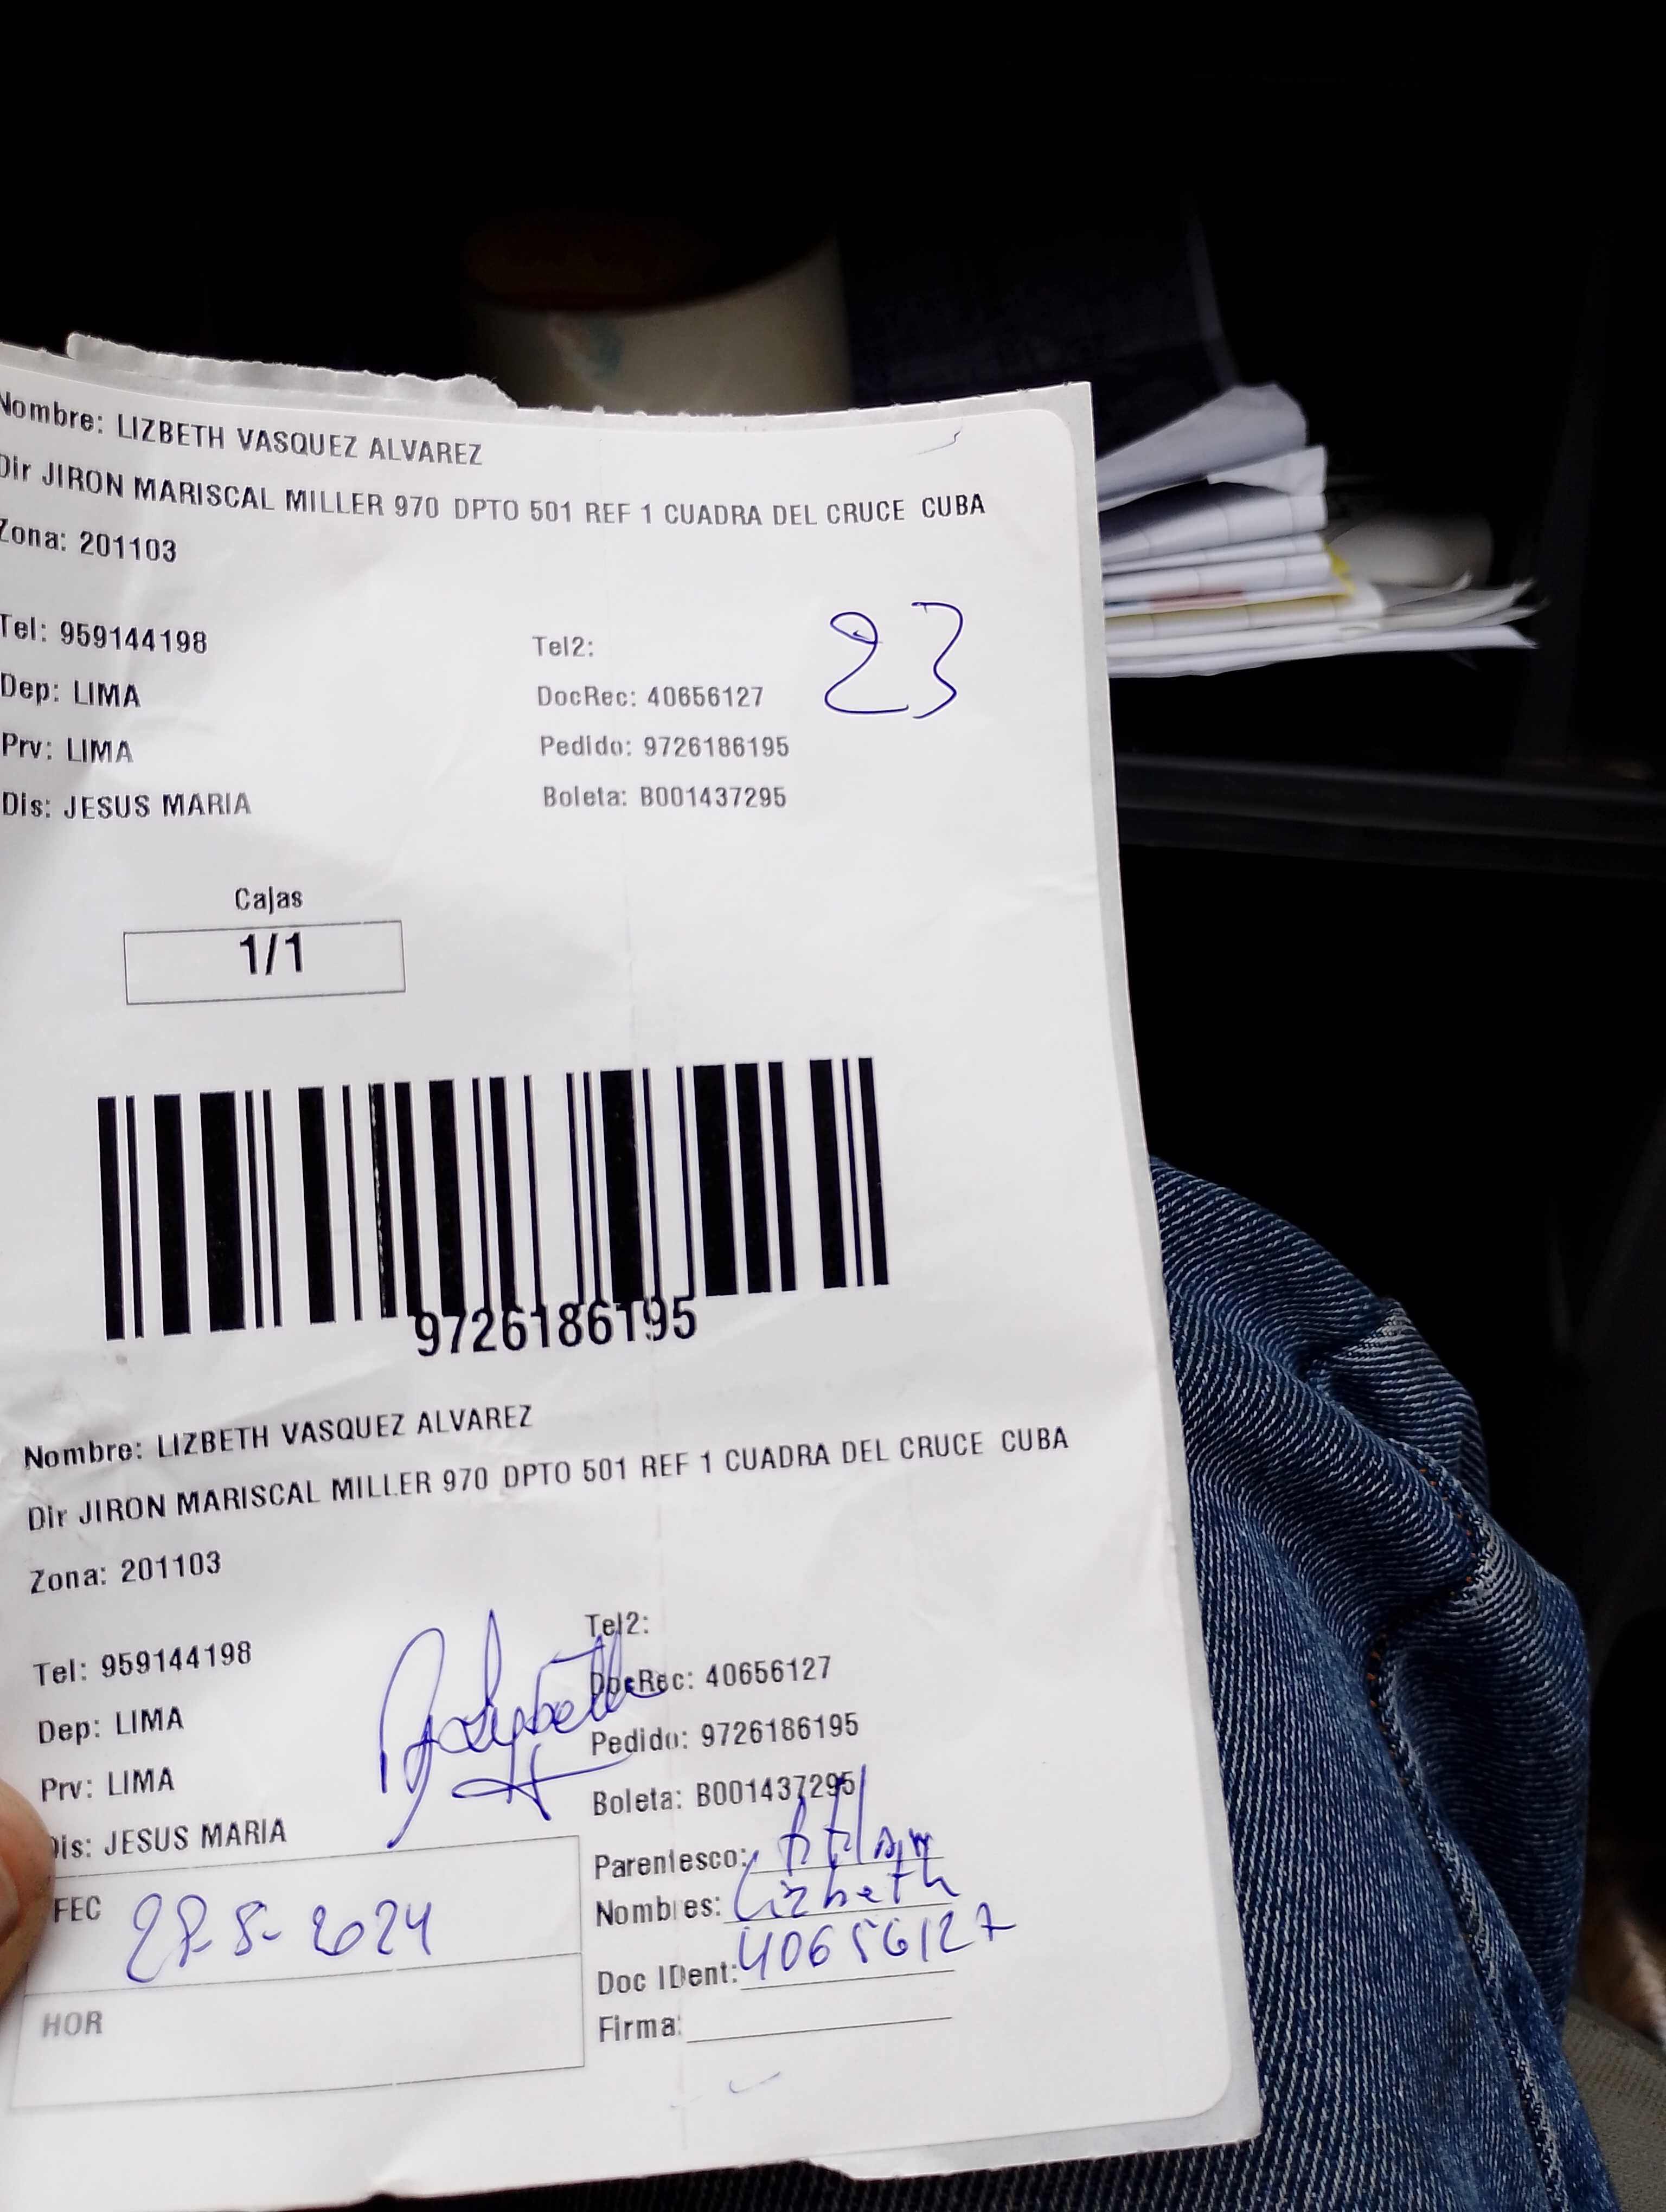 Nombre: LIZBETH VASQUEZ ALVAREZ
Dir JIRON MARISCAL MILLER 970 DPTO 501 REF 1 CUADRA DEL CRUCE CUBA
Zona: 201103
23
Tel: 959144198 Tel2:
Dep: LIMA DocRec: 40656127
Prv: LIMA Pedido: 9726186195
Dis: JESUS MARIA Boleta: B001437295
Cajas
1/1
9726186195
Nombre: LIZBETH VASQUEZ ALVAREZ
Dir JIRON MARISCAL MILLER 970 DPTO 501 REF 1 CUADRA DEL CRUCE CUBA
Zona: 201103
Tel: 959144198 Tel2:
Dep: LIMA DocRec: 40656127
Prv: LIMA Pedido: 9726186195
Dis: JESUS MARIA Boleta: B001437295
Parentesco:
FEC Nombres: Lizbeth
Doc IDent: 40656127
HOR Firma: